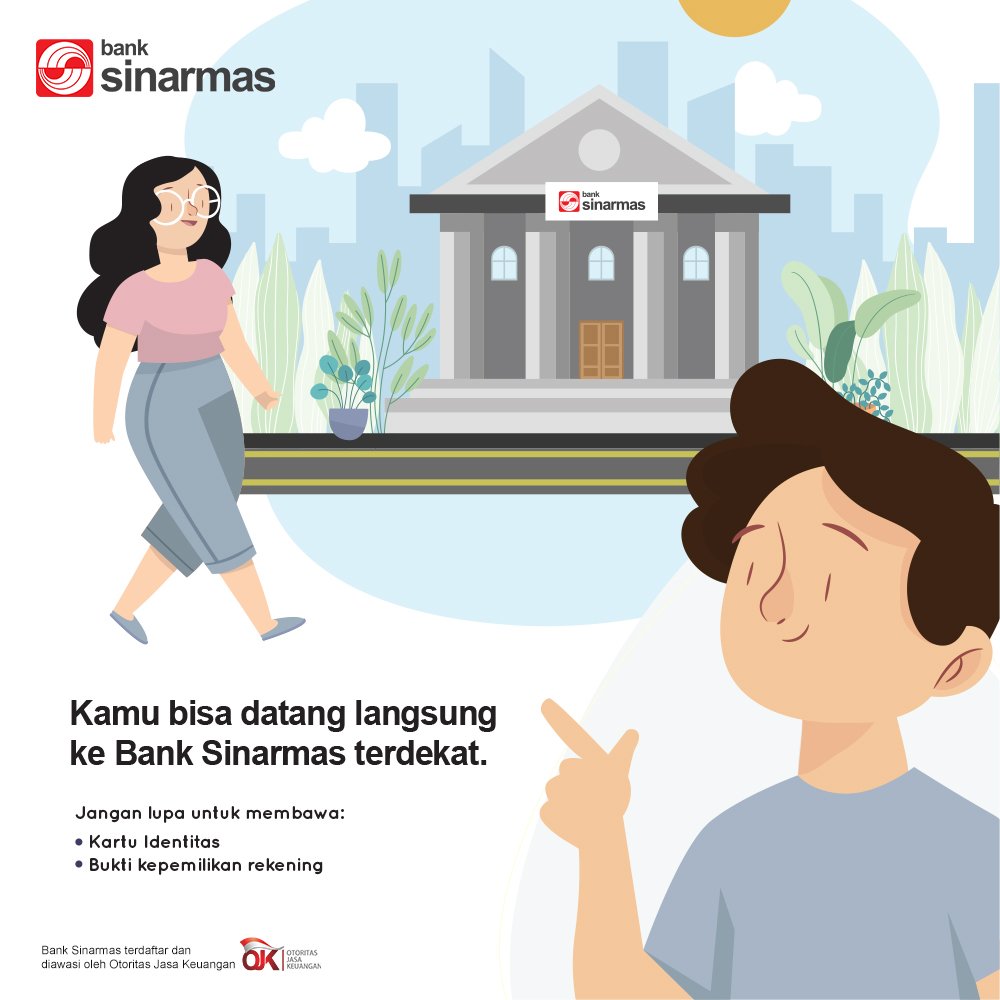 bank
sinarmas
bank
sinarmas
Kamu bisa datang langsung
ke Bank Sinarmas terdekat.
Jangan lupa untuk membawa:
• Kartu Identitas
• Bukti kepemilikan rekening
Bank Sinarmas terdaftar dan
diawasi oleh Otoritas Jasa Keuangan
OJK
OTORITAS
JASA
KEUANGAN